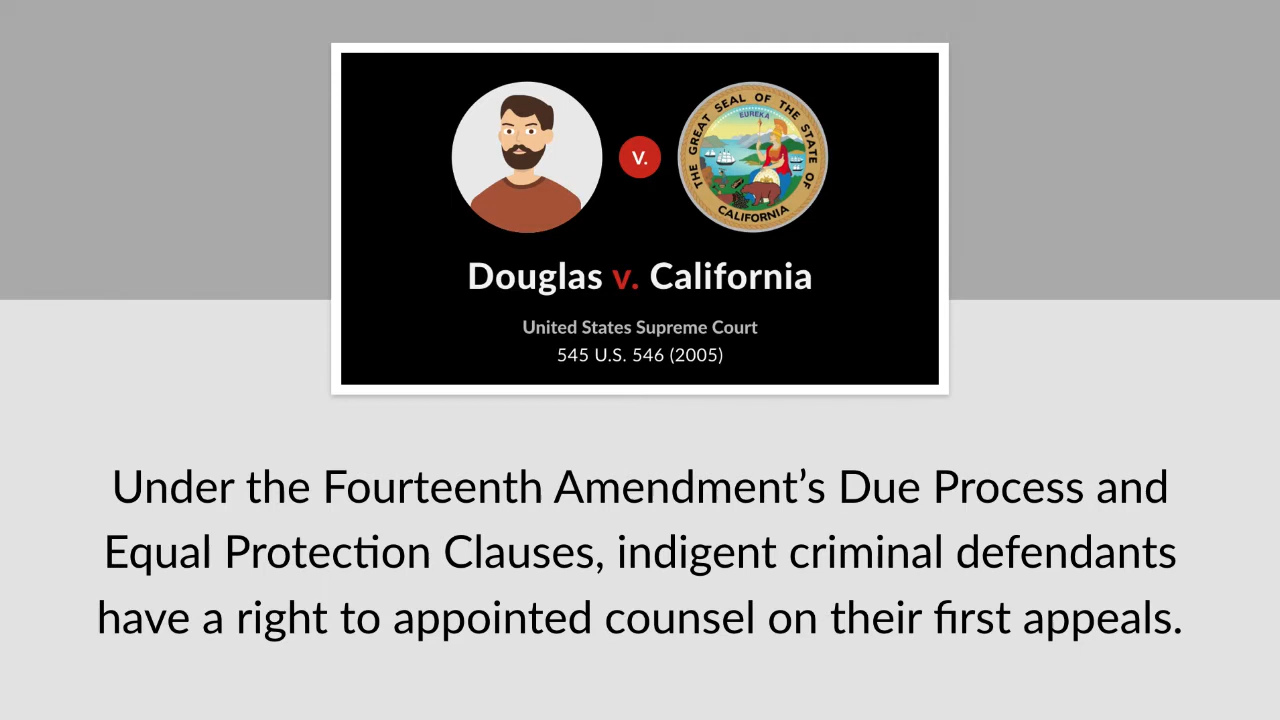 THE GREAT SEAL OF THE STATE OF CALIFORNIA
EUREKA
V.
Douglas v. California
United States Supreme Court
545 U.S. 546 (2005)
Under the Fourteenth Amendment’s Due Process and
Equal Protection Clauses, indigent criminal defendants
have a right to appointed counsel on their first appeals.